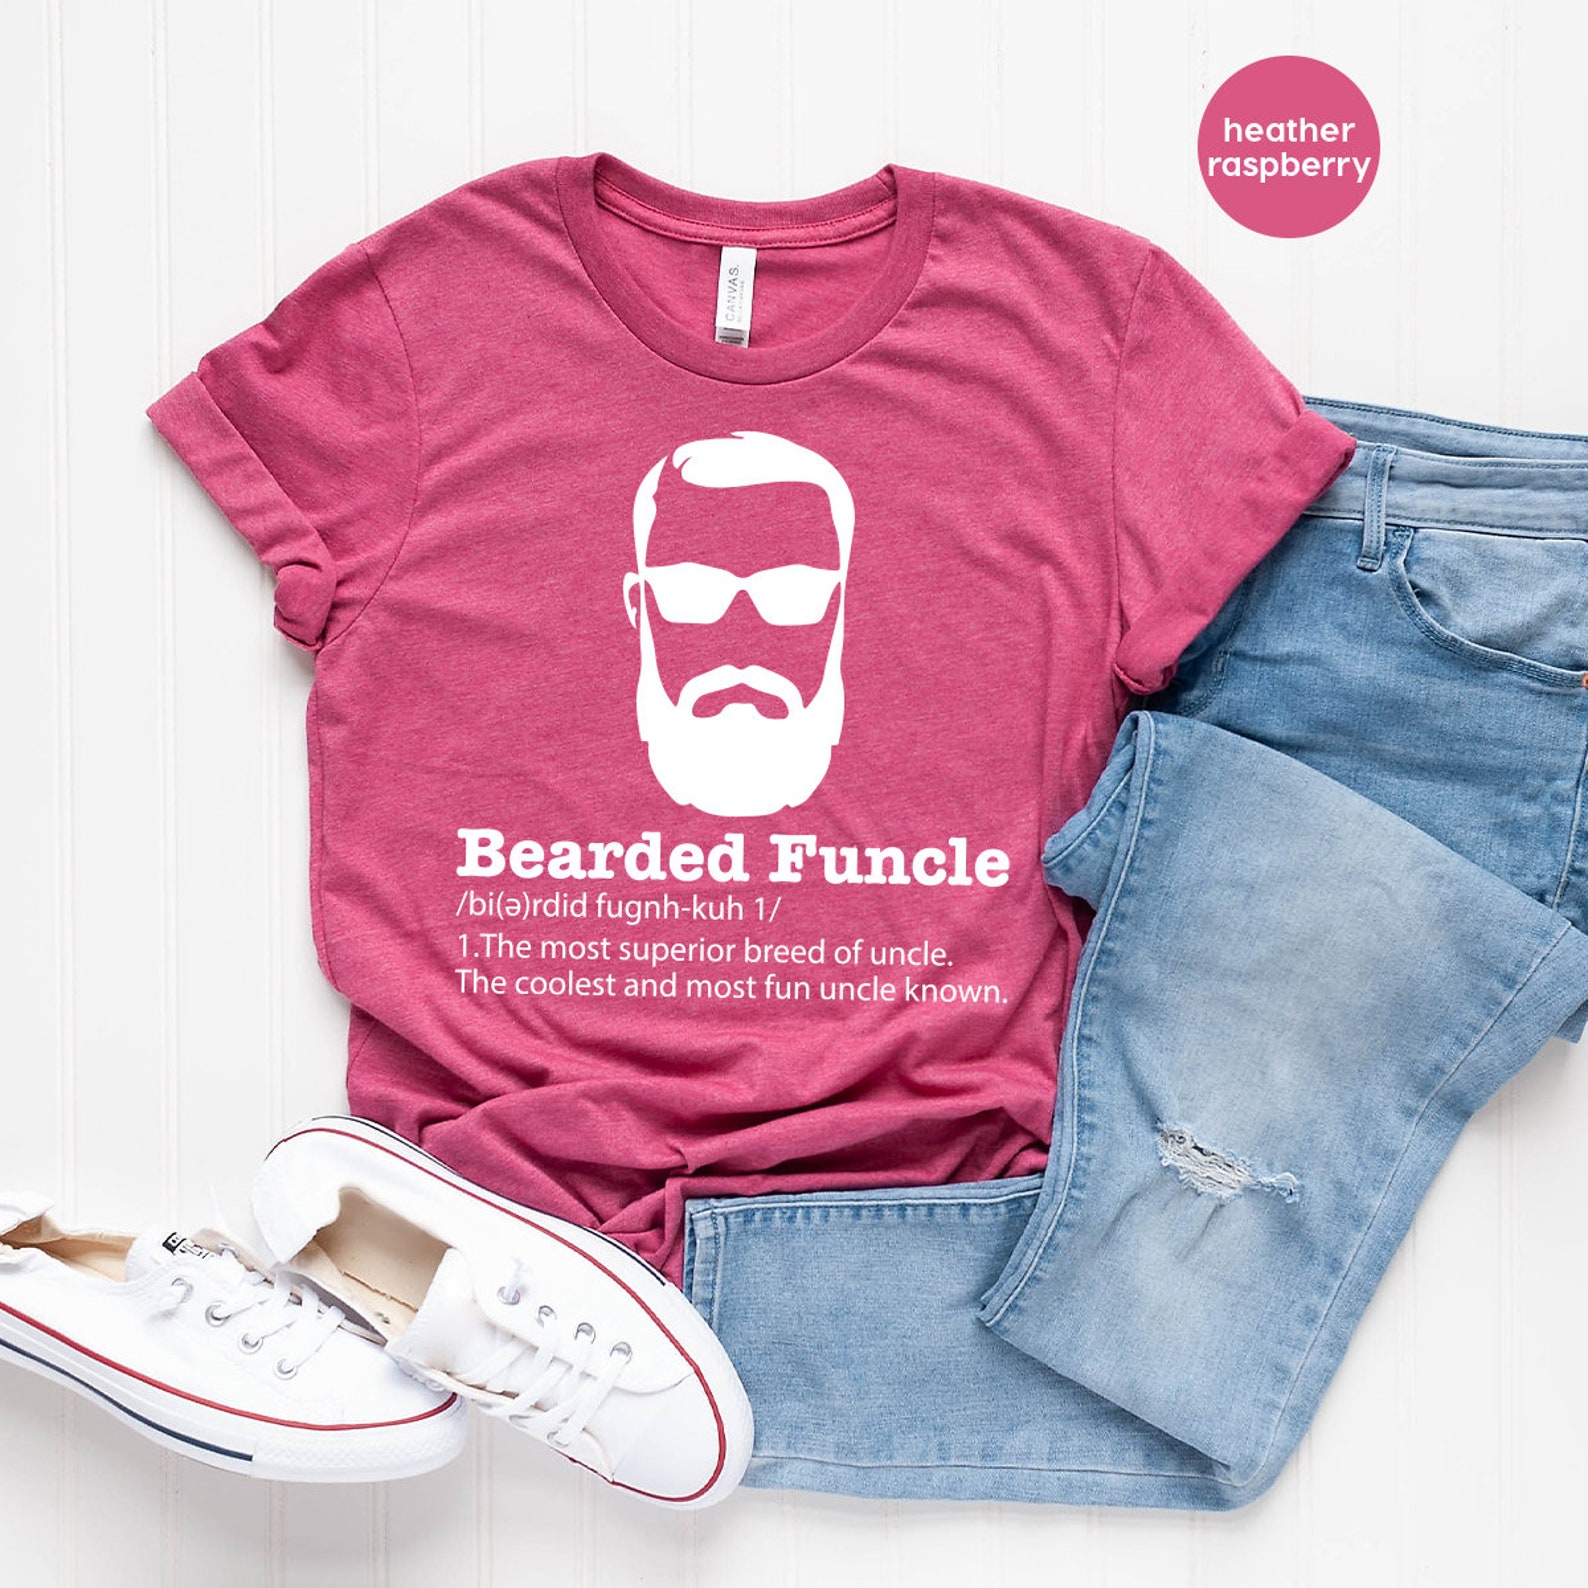 heather
raspberry
CANVAS.
Bearded Funcle
/bi(ə)rdid fugnh-kuh 1/
1.The most superior breed of uncle.
The coolest and most fun uncle known.